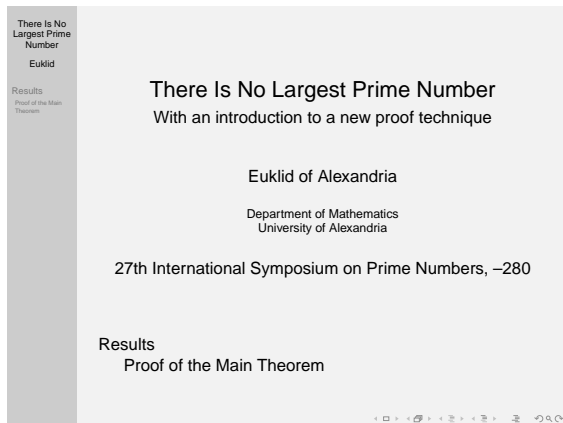 There Is No
Largest Prime
Number
Euklid
Results
Proof of the Main
Theorem
There Is No Largest Prime Number
With an introduction to a new proof technique
Euklid of Alexandria
Department of Mathematics
University of Alexandria
27th International Symposium on Prime Numbers, –280
Results
Proof of the Main Theorem